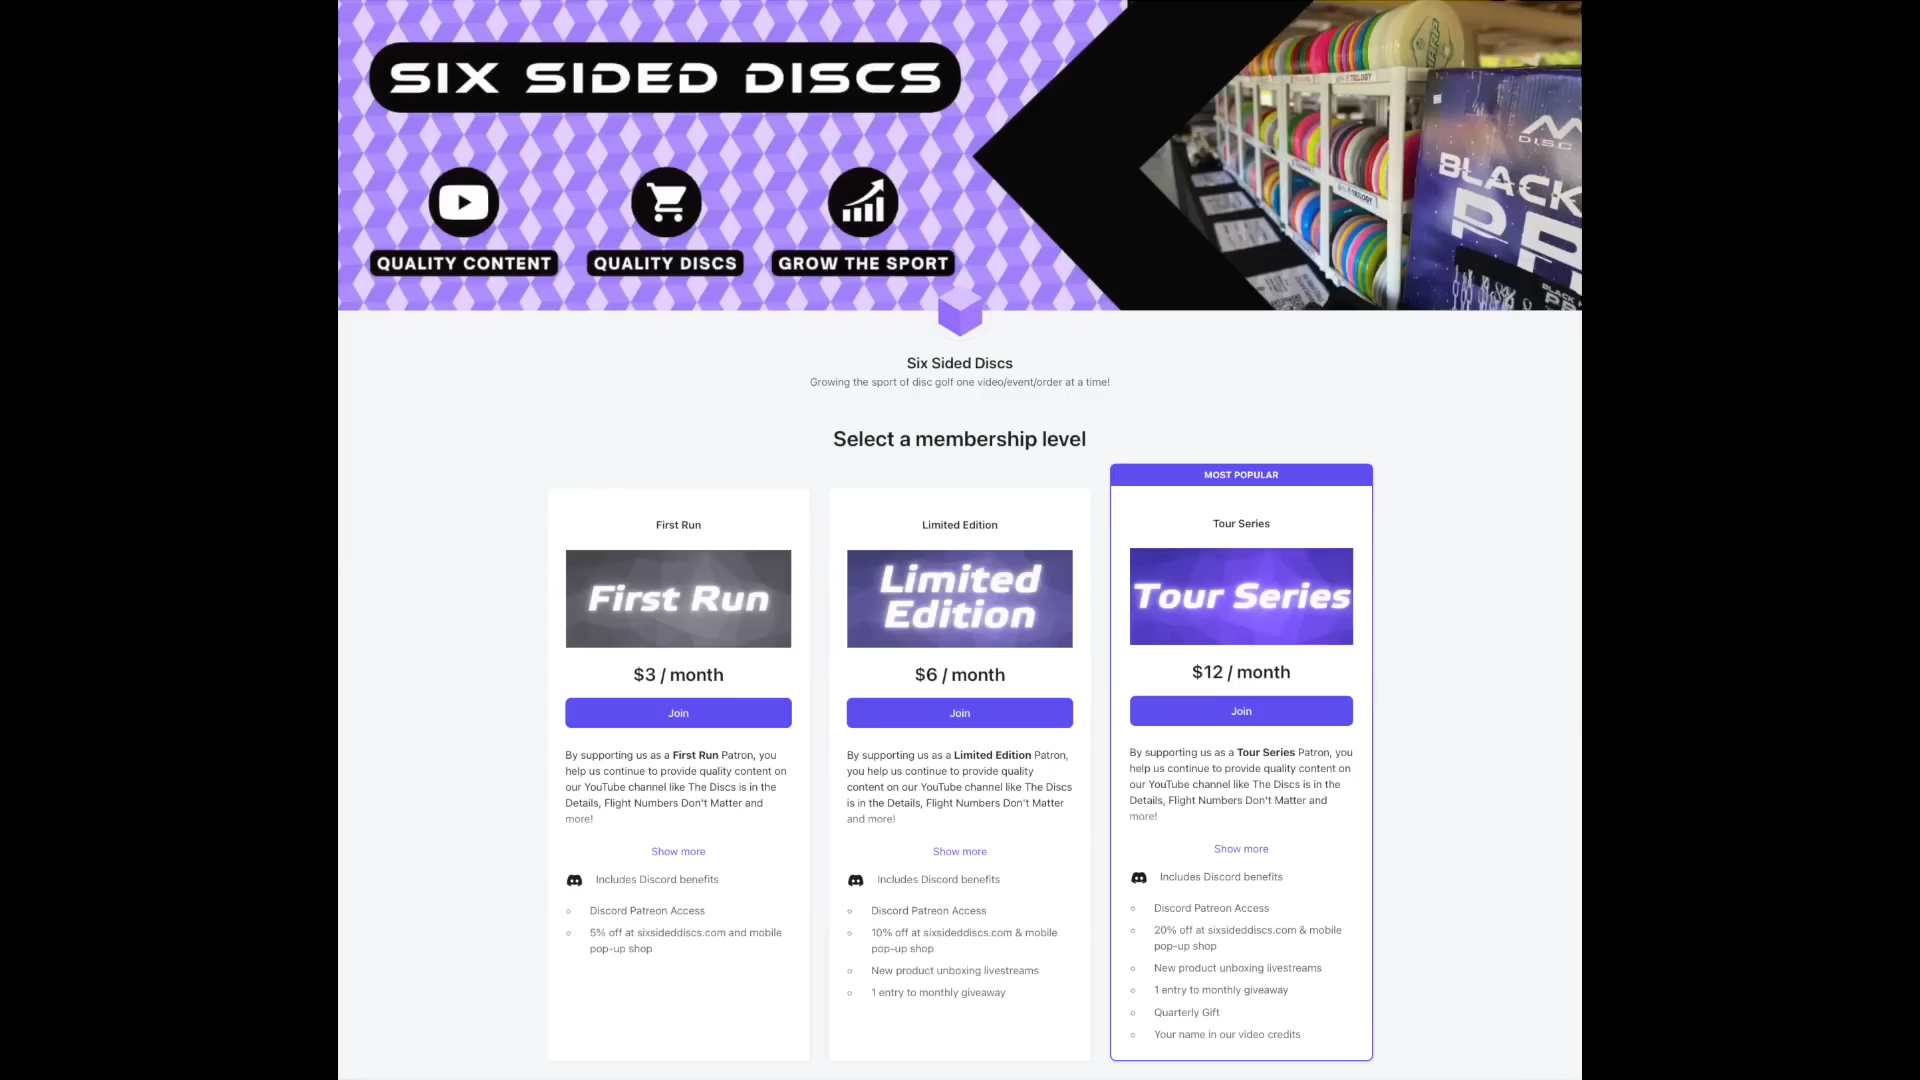 SIX SIDED DISCS
QUALITY CONTENT
QUALITY DISCS
GROW THE SPORT
TRILOGY
TRILOGY
DISC
BLACK
BLACK
Six Sided Discs
Growing the sport of disc golf one video/event/order at a time!
Select a membership level
First Run
First Run
$3 / month
Join
By supporting us as a First Run Patron, you
help us continue to provide quality content on
our YouTube channel like The Discs is in the
Details, Flight Numbers Don't Matter and
more!
Show more
Includes Discord benefits
Discord Patreon Access
5% off at sixsideddiscs.com and mobile
pop-up shop
Limited Edition
Limited
Edition
$6 / month
Join
By supporting us as a Limited Edition Patron,
you help us continue to provide quality
content on our YouTube channel like The Discs
is in the Details, Flight Numbers Don't Matter
and more!
Show more
Includes Discord benefits
Discord Patreon Access
10% off at sixsideddiscs.com & mobile
pop-up shop
New product unboxing livestreams
1 entry to monthly giveaway
MOST POPULAR
Tour Series
Tour Series
$12 / month
Join
By supporting us as a Tour Series Patron, you
help us continue to provide quality content on
our YouTube channel like The Discs is in the
Details, Flight Numbers Don't Matter and
more!
Show more
Includes Discord benefits
Discord Patreon Access
20% off at sixsideddiscs.com & mobile
pop-up shop
New product unboxing livestreams
1 entry to monthly giveaway
Quarterly Gift
Your name in our video credits